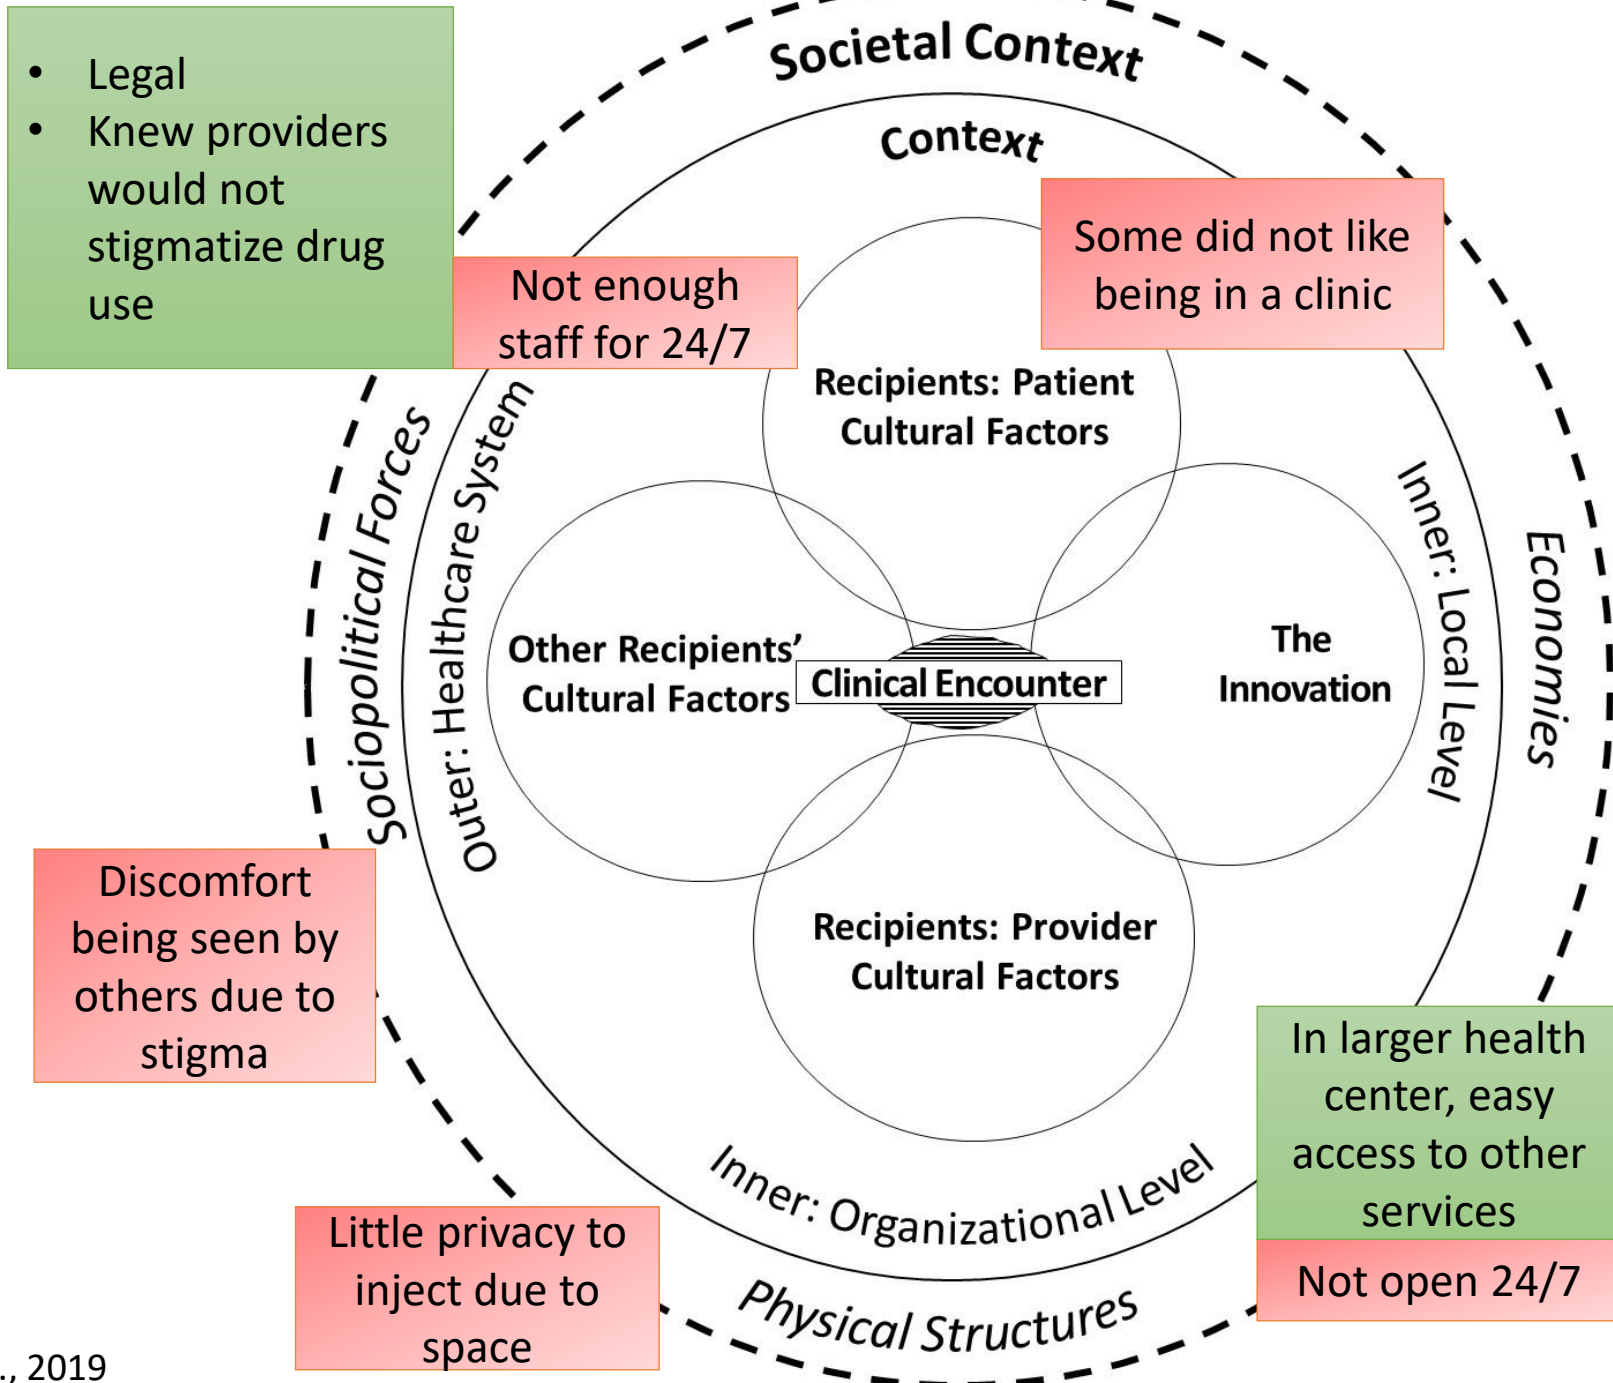 • Legal
• Knew providers
would not
stigmatize drug
use
Societal Context
Context
Not enough
staff for 24/7
Some did not like
being in a clinic
Recipients: Patient
Cultural Factors
Sociopolitical Forces
Outer: Healthcare System
Other Recipients'
Cultural Factors
Clinical Encounter
The
Innovation
Inner: Local Level
Economies
Recipients: Provider
Cultural Factors
Discomfort
being seen by
others due to
stigma
In larger health
center, easy
access to other
services
Not open 24/7
Inner: Organizational Level
Little privacy to
inject due to
space
Physical Structures
., 2019